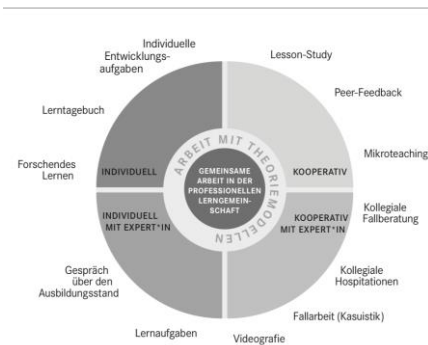 Individuelle
Entwicklungs-
aufgaben
Lesson-Study
Peer-Feedback
Lerntagebuch
Mikroteaching
Forschendes
Lernen
ARBEIT MIT THEORIEMODELLEN
INDIVIDUELL
KOOPERATIV
GEMEINSAME
ARBEIT IN DER
PROFESSIONELLEN
LERNGEMEIN-
SCHAFT
INDIVIDUELL
MIT EXPERT*IN
KOOPERATIV
MIT EXPERT*IN
Kollegiale
Fallberatung
Gespräch
über den
Ausbildungsstand
Kollegiale
Hospitationen
Fallarbeit (Kasuistik)
Lernaufgaben
Videografie